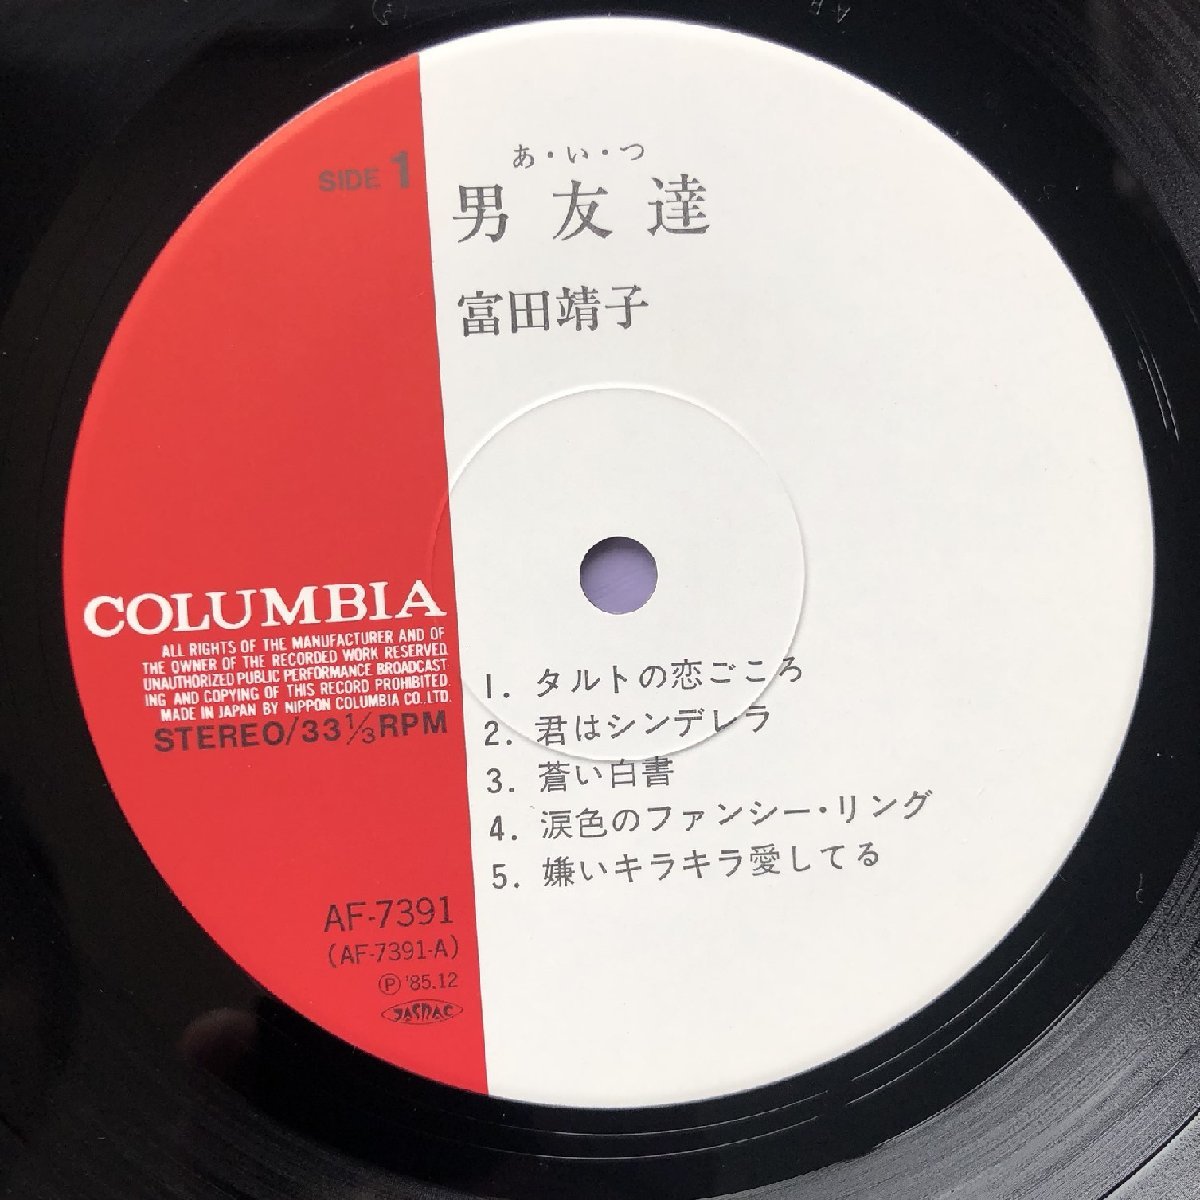 SIDE 1
あ・い・つ
男友達
富田靖子
COLUMBIA
ALL RIGHTS OF THE MANUFACTURER AND OF
THE OWNER OF THE RECORDED WORK RESERVED.
UNAUTHORIZED PUBLIC PERFORMANCE BROADCAST
ING AND COPYING OF THIS RECORD PROHIBITED.
MADE IN JAPAN BY NIPPON COLUMBIA CO., LTD.
STEREO/33 1/3 RPM
1. タルトの恋ごころ
2. 君はシンデレラ
3. 蒼い白書
4. 涙色のファンシー・リング
5. 嫌いキラキラ愛してる
AF-7391
(AF-7391-A)
Ⓟ '85.12
JASRAC